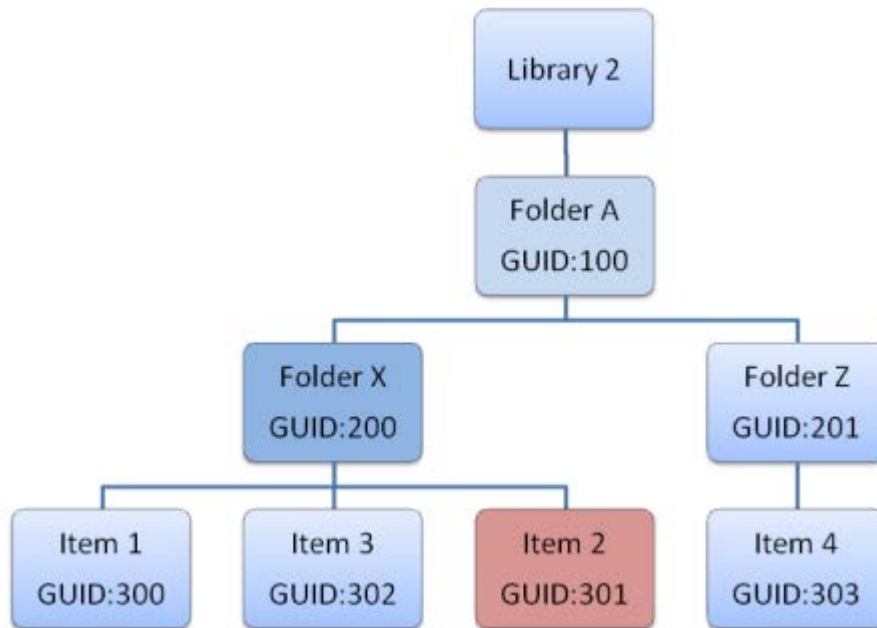 Library 2
Folder A
GUID:100
Folder X
GUID:200
Folder Z
GUID:201
Item 1
GUID:300
Item 3
GUID:302
Item 2
GUID:301
Item 4
GUID:303